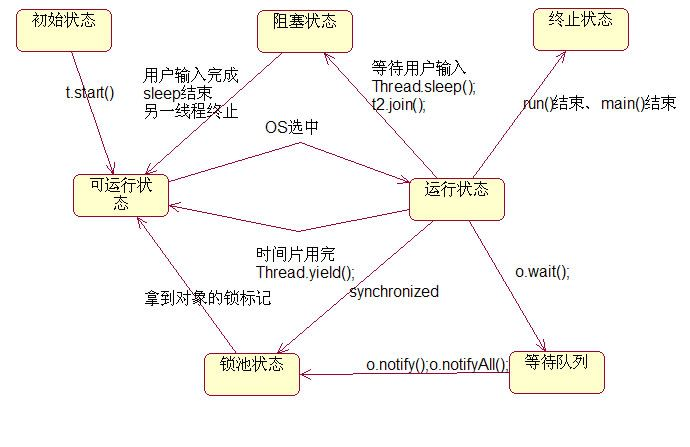 初始状态
阻塞状态
终止状态
t.start()
用户输入完成
sleep结束
另一线程终止
等待用户输入
Thread.sleep();
t2.join();
run()结束、main()结束
OS选中
可运行状
态
运行状态
时间片用完
Thread.yield();
synchronized
o.wait();
拿到对象的锁标记
锁池状态
o.notify();o.notifyAll();
等待队列